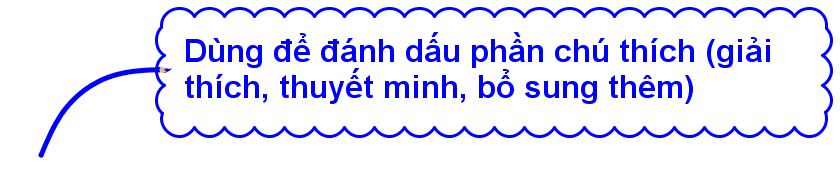 Dùng để đánh dấu phần chú thích (giải
thích, thuyết minh, bổ sung thêm)